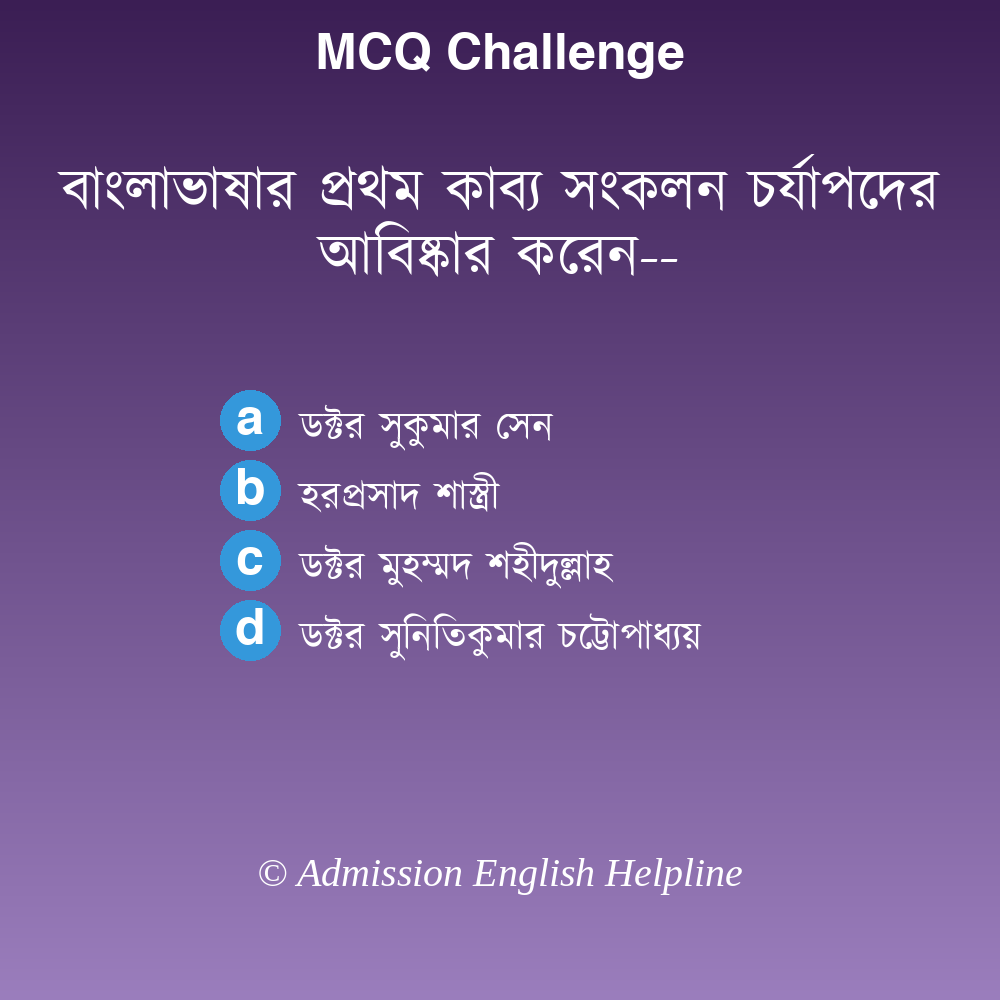 MCQ Challenge
বাংলাভাষার প্রথম কাব্য সংকলন চর্যাপদের
আবিষ্কার করেন--
a ডক্টর সুকুমার সেন
b হরপ্রসাদ শাস্ত্রী
c ডক্টর মুহম্মদ শহীদুল্লাহ
d ডক্টর সুনিতিকুমার চট্টোপাধ্যয়
© Admission English Helpline